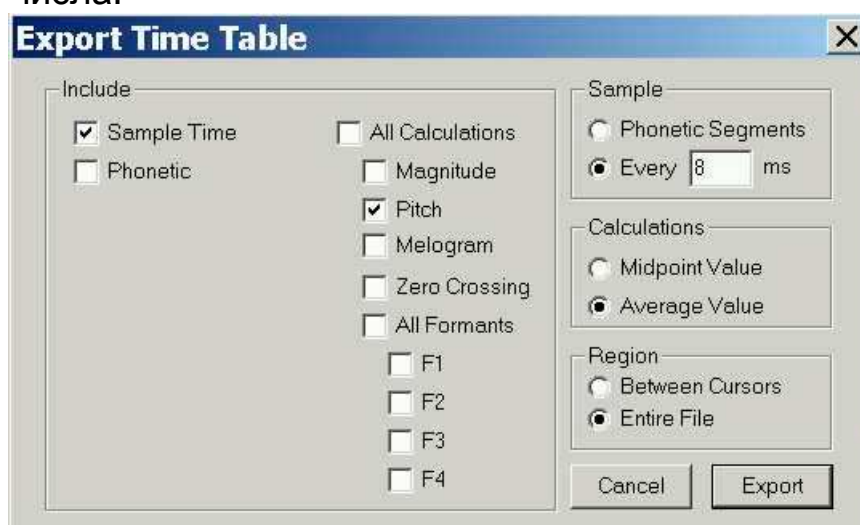 числа.
Export Time Table
Include
Sample Time
Phonetic
All Calculations
Magnitude
Pitch
Melogram
Zero Crossing
All Formants
F1
F2
F3
F4
Sample
Phonetic Segments
Every 8 ms
Calculations
Midpoint Value
Average Value
Region
Between Cursors
Entire File
Cancel Export